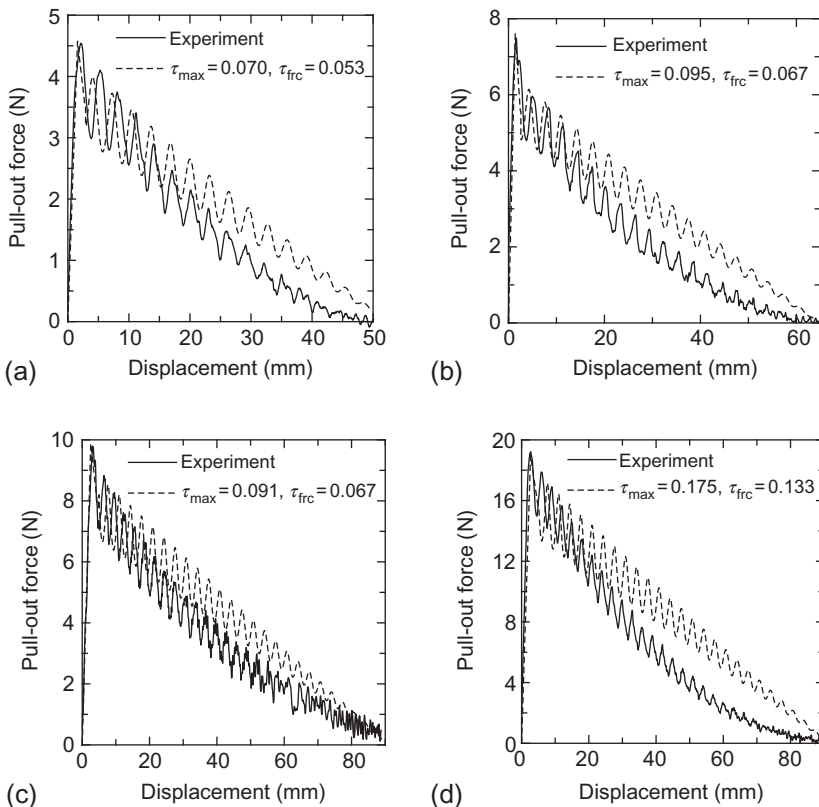 5
4
3
2
1
0
Pull-out force (N)
Experiment
τmax = 0.070, τfrc = 0.053
0 10 20 30 40 50
Displacement (mm)
(a)
8
6
4
2
0
Pull-out force (N)
Experiment
τmax = 0.095, τfrc = 0.067
0 20 40 60
Displacement (mm)
(b)
10
8
6
4
2
0
Pull-out force (N)
Experiment
τmax = 0.091, τfrc = 0.067
0 20 40 60 80
Displacement (mm)
(c)
20
16
12
8
4
0
Pull-out force (N)
Experiment
τmax = 0.175, τfrc = 0.133
0 20 40 60 80
Displacement (mm)
(d)